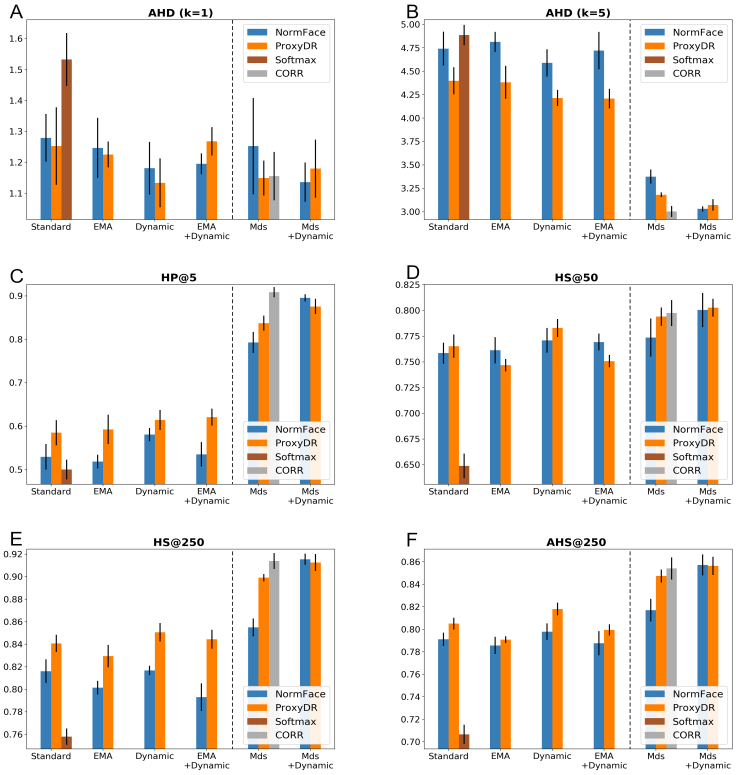 A
AHD (k=1)
1.6
1.5
1.4
1.3
1.2
1.1
NormFace
ProxyDR
Softmax
CORR
Standard
EMA
Dynamic
EMA
+Dynamic
Mds
Mds
+Dynamic
B
AHD (k=5)
5.00
4.75
4.50
4.25
4.00
3.75
3.50
3.25
3.00
NormFace
ProxyDR
Softmax
CORR
Standard
EMA
Dynamic
EMA
+Dynamic
Mds
Mds
+Dynamic
C
HP@5
0.9
0.8
0.7
0.6
0.5
NormFace
ProxyDR
Softmax
CORR
Standard
EMA
Dynamic
EMA
+Dynamic
Mds
Mds
+Dynamic
D
HS@50
0.825
0.800
0.775
0.750
0.725
0.700
0.675
0.650
NormFace
ProxyDR
Softmax
CORR
Standard
EMA
Dynamic
EMA
+Dynamic
Mds
Mds
+Dynamic
E
HS@250
0.92
0.90
0.88
0.86
0.84
0.82
0.80
0.78
0.76
NormFace
ProxyDR
Softmax
CORR
Standard
EMA
Dynamic
EMA
+Dynamic
Mds
Mds
+Dynamic
F
AHS@250
0.86
0.84
0.82
0.80
0.78
0.76
0.74
0.72
0.70
NormFace
ProxyDR
Softmax
CORR
Standard
EMA
Dynamic
EMA
+Dynamic
Mds
Mds
+Dynamic